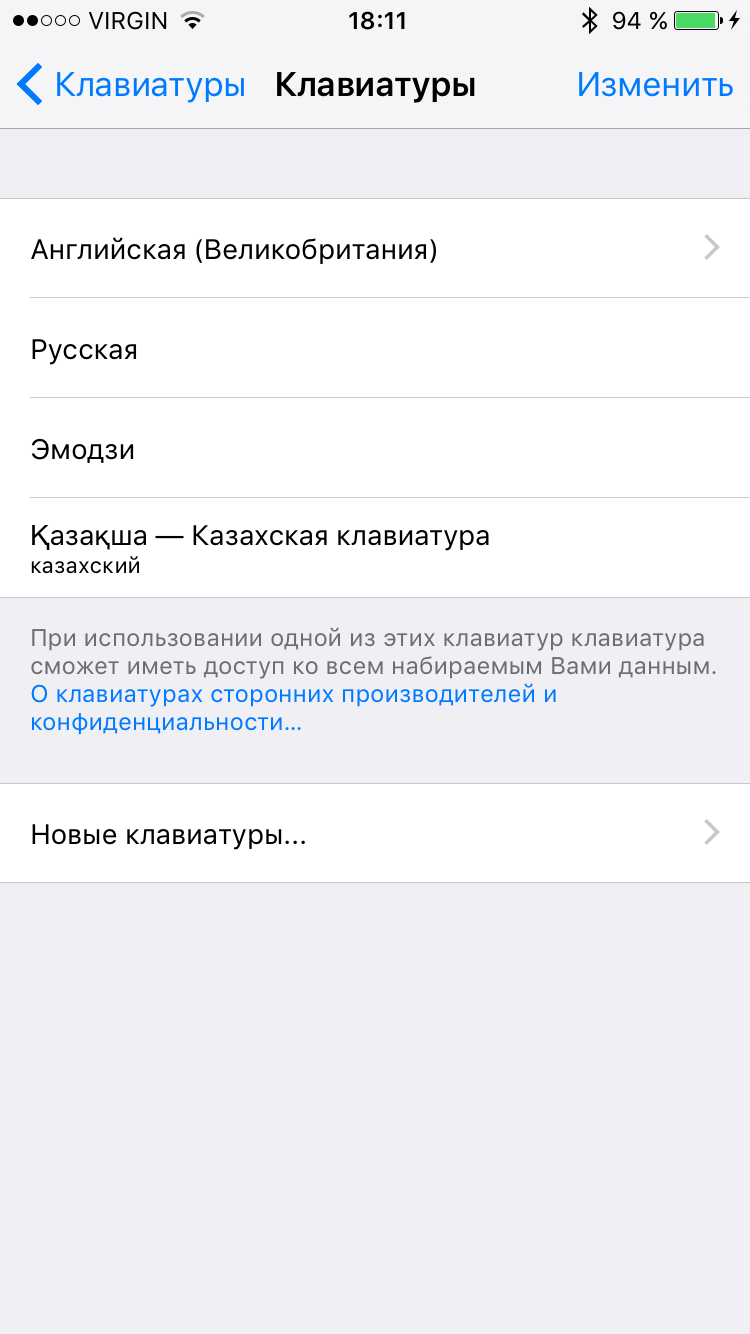 VIRGIN 18:11 94 %
Клавиатуры Клавиатуры Изменить
Английская (Великобритания)
Русская
Эмодзи
Қазақша — Казахская клавиатура
казахский
При использовании одной из этих клавиатур клавиатура
сможет иметь доступ ко всем набираемым Вами данным.
О клавиатурах сторонних производителей и
конфиденциальности...
Новые клавиатуры...